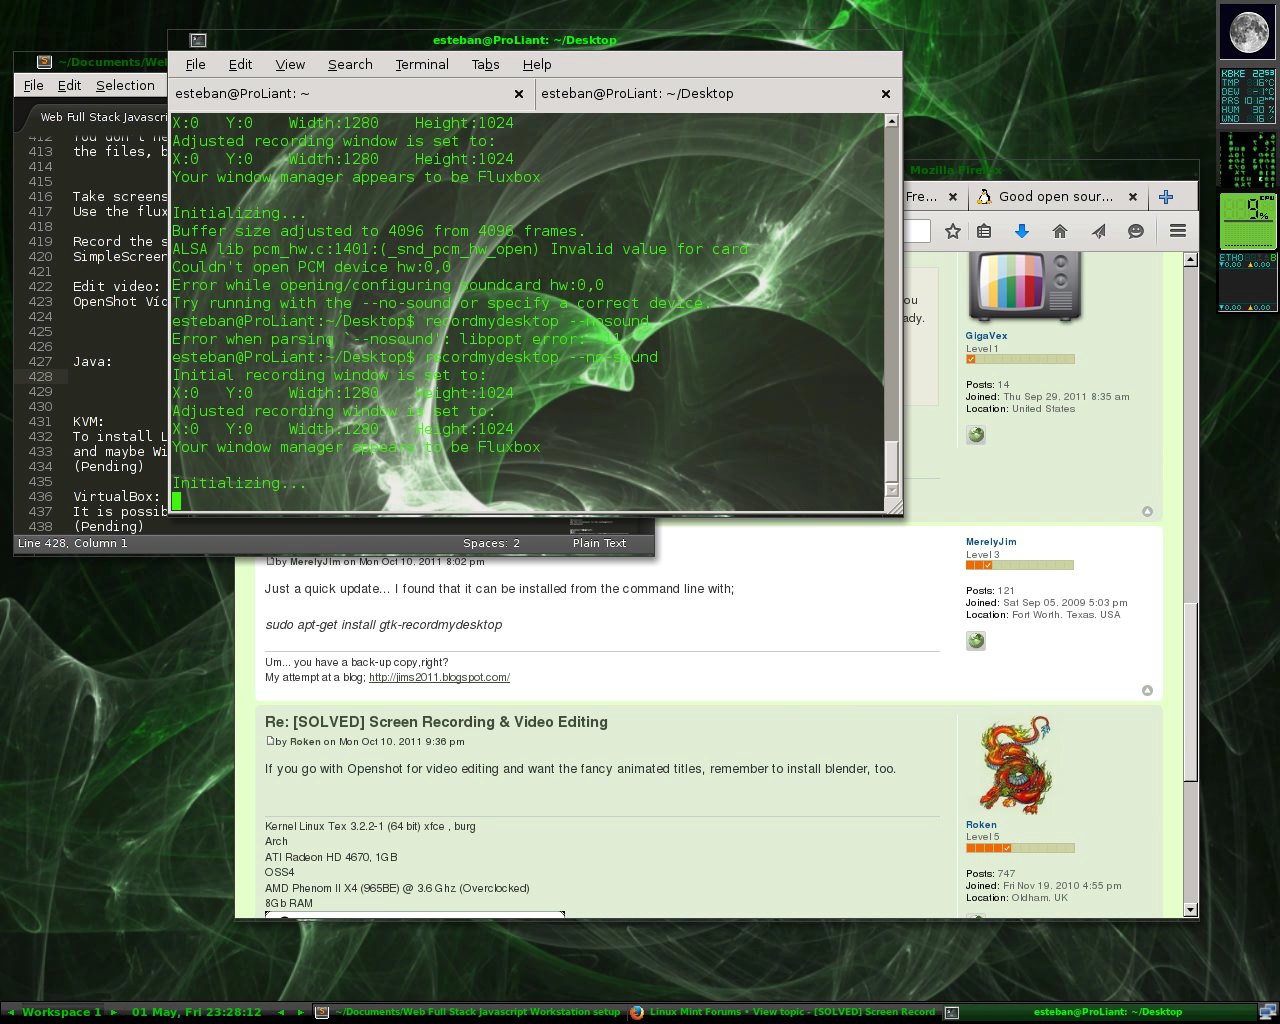 esteban@ProLiant: ~/Desktop
File Edit View Search Terminal Tabs Help
esteban@ProLiant: ~
esteban@ProLiant: ~/Desktop
X:0 Y:0 Width:1280 Height:1024
Adjusted recording window is set to:
X:0 Y:0 Width:1280 Height:1024
Your window manager appears to be Fluxbox
Initializing...
Buffer size adjusted to 4096 from 4096 frames.
ALSA lib pcm_hw.c:1401:(_snd_pcm_hw_open) Invalid value for card
Couldn't open PCM device hw:0,0
Error while opening/configuring soundcard hw:0,0
Try running with the --no-sound or specify a correct device.
esteban@ProLiant:~/Desktop$ recordmydesktop --nosound
Error when parsing `--nosound': libpopt error: -11
esteban@ProLiant:~/Desktop$ recordmydesktop --no-sound
Initial recording window is set to:
X:0 Y:0 Width:1280 Height:1024
Adjusted recording window is set to:
X:0 Y:0 Width:1280 Height:1024
Your window manager appears to be Fluxbox
Initializing...
~/Documents/Web
File Edit Selection
Web Full Stack Javascri
412 You don't ne
413 the files, b
414
415
416 Take screens
417 Use the flux
418
419 Record the s
420 SimpleScreen
421
422 Edit video:
423 OpenShot Vid
424
425
426
427 Java:
428
429
430
431 KVM:
432 To install L
433 and maybe Wi
434 (Pending)
435
436 VirtualBox:
437 It is possib
438 (Pending)
Line 428, Column 1
Spaces: 2
Plain Text
Mozilla Firefox
Fre...
Good open sour...
ou
ady.
GigaVex
Level 1
Posts: 14
Joined: Thu Sep 29, 2011 8:35 am
Location: United States
by MerelyJim on Mon Oct 10, 2011 8:02 pm
Just a quick update... I found that it can be installed from the command line with;
sudo apt-get install gtk-recordmydesktop
Um... you have a back-up copy,right?
My attempt at a blog; http://jims2011.blogspot.com/
MerelyJim
Level 3
Posts: 121
Joined: Sat Sep 05, 2009 5:03 pm
Location: Fort Worth, Texas, USA
Re: [SOLVED] Screen Recording & Video Editing
by Roken on Mon Oct 10, 2011 9:36 pm
If you go with Openshot for video editing and want the fancy animated titles, remember to install blender, too.
Kernel Linux Tex 3.2.2-1 (64 bit) xfce , burg
Arch
ATI Radeon HD 4670, 1GB
OSS4
AMD Phenom II X4 (965BE) @ 3.6 Ghz (Overclocked)
8Gb RAM
Roken
Level 5
Posts: 747
Joined: Fri Nov 19, 2010 4:55 pm
Location: Oldham, UK
KBKE 2253
TMP 16°C
DEW -1°C
PRS
HUM 30 %
WND 16
CPU
9%
ETH0
▼0.00 ▲0.00
▼0.00 ▲0.00
Workspace 1
01 May, Fri 23:28:12
~/Documents/Web Full Stack Javascript Workstation setup
Linux Mint Forums • View topic - [SOLVED] Screen Record
esteban@ProLiant: ~/Desktop